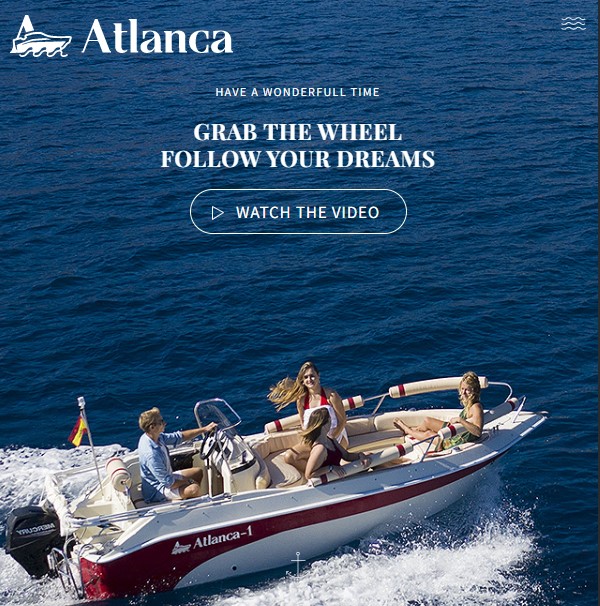 Atlanca
HAVE A WONDERFULL TIME
GRAB THE WHEEL
FOLLOW YOUR DREAMS
WATCH THE VIDEO
MERCURY
Atlanca-1